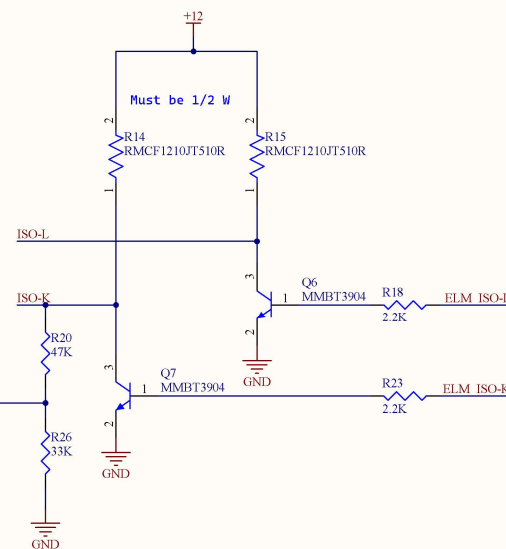 +12
Must be 1/2 W
2
2
R14
RMCF1210JT510R
R15
RMCF1210JT510R
1
1
ISO-L
3
Q6
MMBT3904
1
R18
2.2K
ELM_ISO-L
ISO-K
2
GND
R20
47K
3
Q7
MMBT3904
1
R23
2.2K
ELM_ISO-K
2
GND
R26
33K
GND